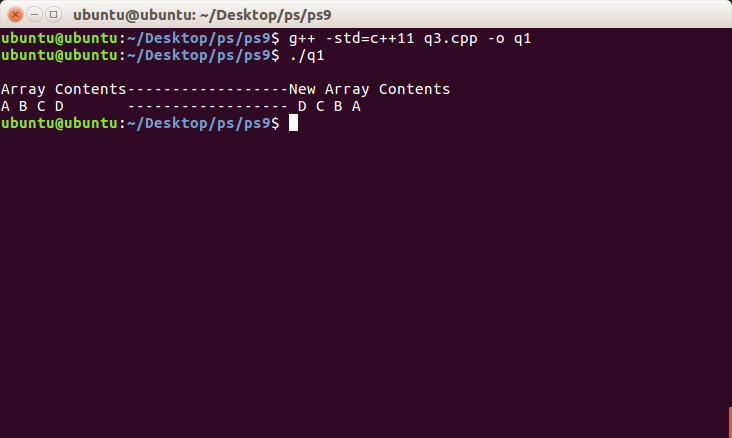 ubuntu@ubuntu: ~/Desktop/ps/ps9
ubuntu@ubuntu:~/Desktop/ps/ps9$ g++ -std=c++11 q3.cpp -o q1
ubuntu@ubuntu:~/Desktop/ps/ps9$ ./q1
Array Contents------------------New Array Contents
A B C D       ------------------ D C B A
ubuntu@ubuntu:~/Desktop/ps/ps9$